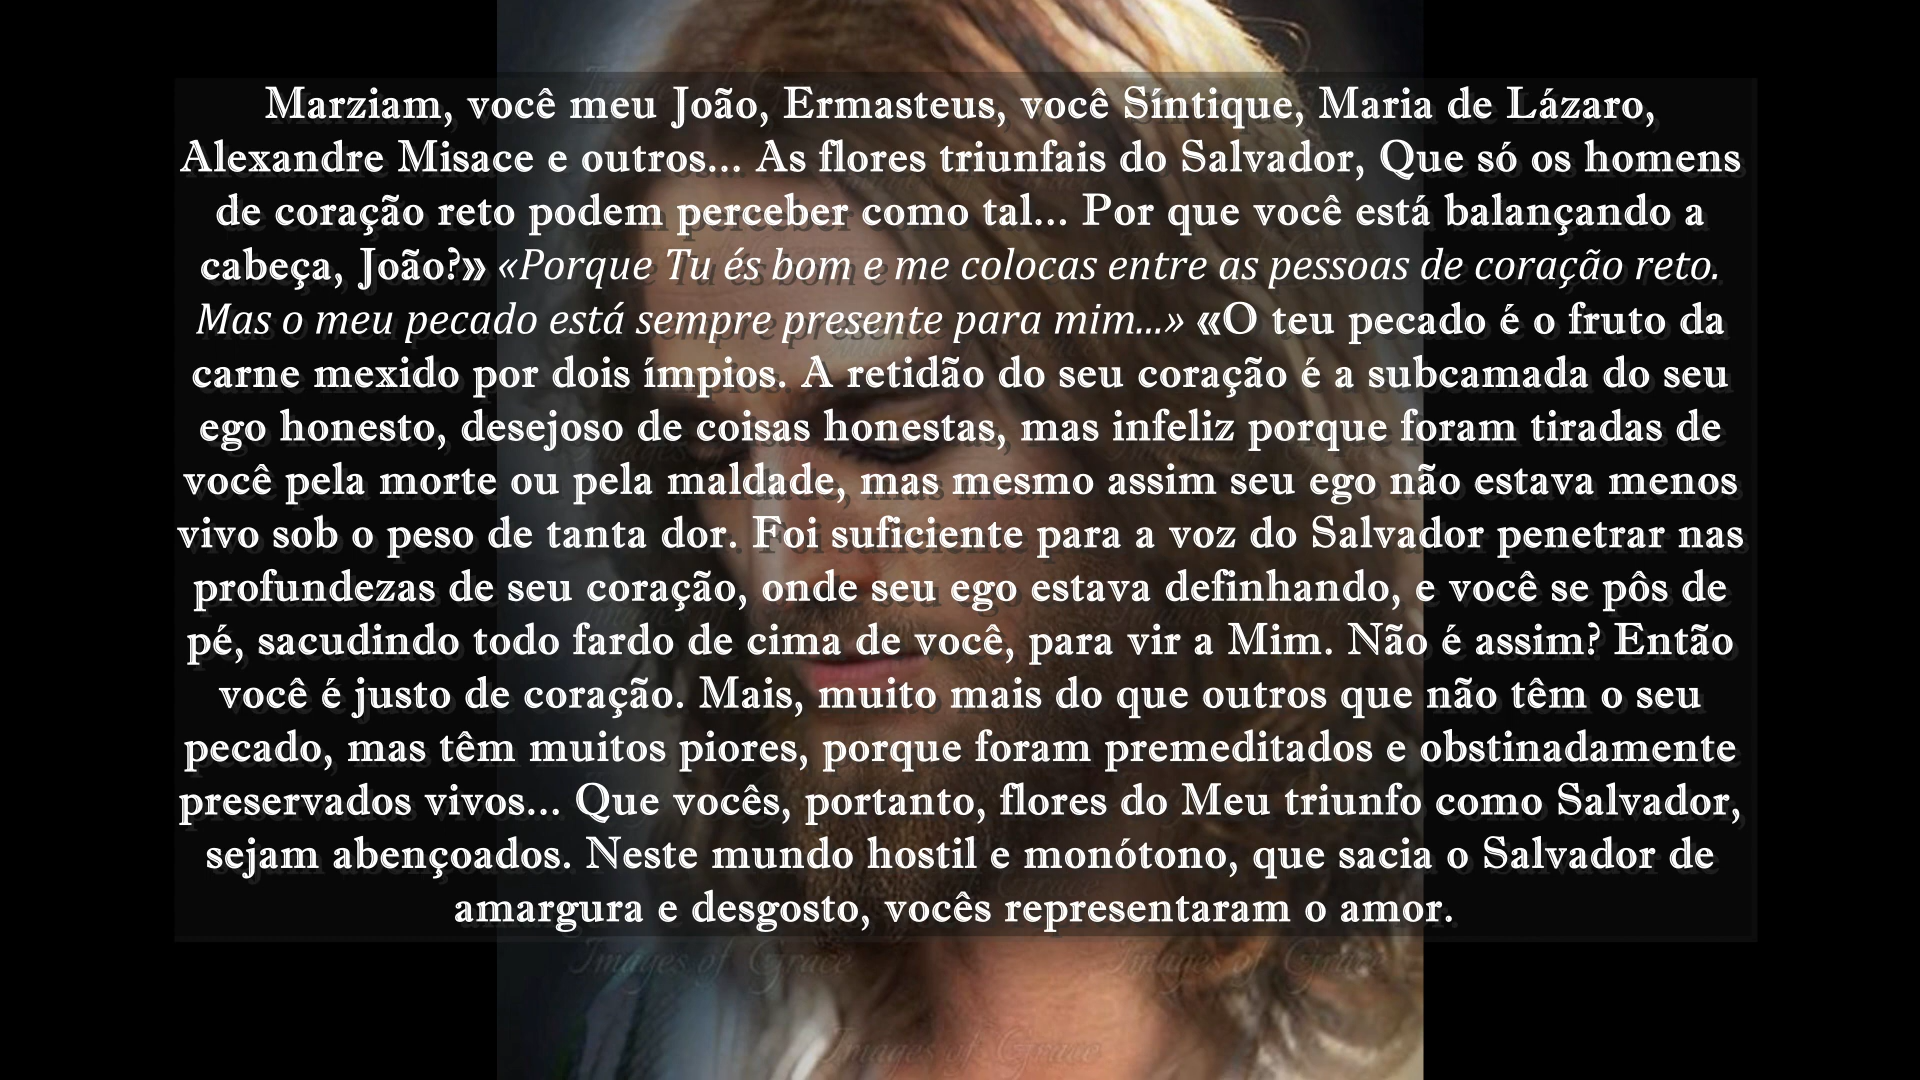 Marziam, você meu João, Ermasteus, você Síntique, Maria de Lázaro,
Alexandre Misace e outros... As flores triunfais do Salvador, Que só os homens
de coração reto podem perceber como tal... Por que você está balançando a
cabeça, João?» «Porque Tu és bom e me colocas entre as pessoas de coração reto.
Mas o meu pecado está sempre presente para mim...» «O teu pecado é o fruto da
carne mexido por dois ímpios. A retidão do seu coração é a subcamada do seu
ego honesto, desejoso de coisas honestas, mas infeliz porque foram tiradas de
você pela morte ou pela maldade, mas mesmo assim seu ego não estava menos
vivo sob o peso de tanta dor. Foi suficiente para a voz do Salvador penetrar nas
profundezas de seu coração, onde seu ego estava definhando, e você se pôs de
pé, sacudindo todo fardo de cima de você, para vir a Mim. Não é assim? Então
você é justo de coração. Mais, muito mais do que outros que não têm o seu
pecado, mas têm muitos piores, porque foram premeditados e obstinadamente
preservados vivos... Que vocês, portanto, flores do Meu triunfo como Salvador,
sejam abençoados. Neste mundo hostil e monótono, que sacia o Salvador de
amargura e desgosto, vocês representaram o amor.
Images of Grace Images of Grace
Images of Grace